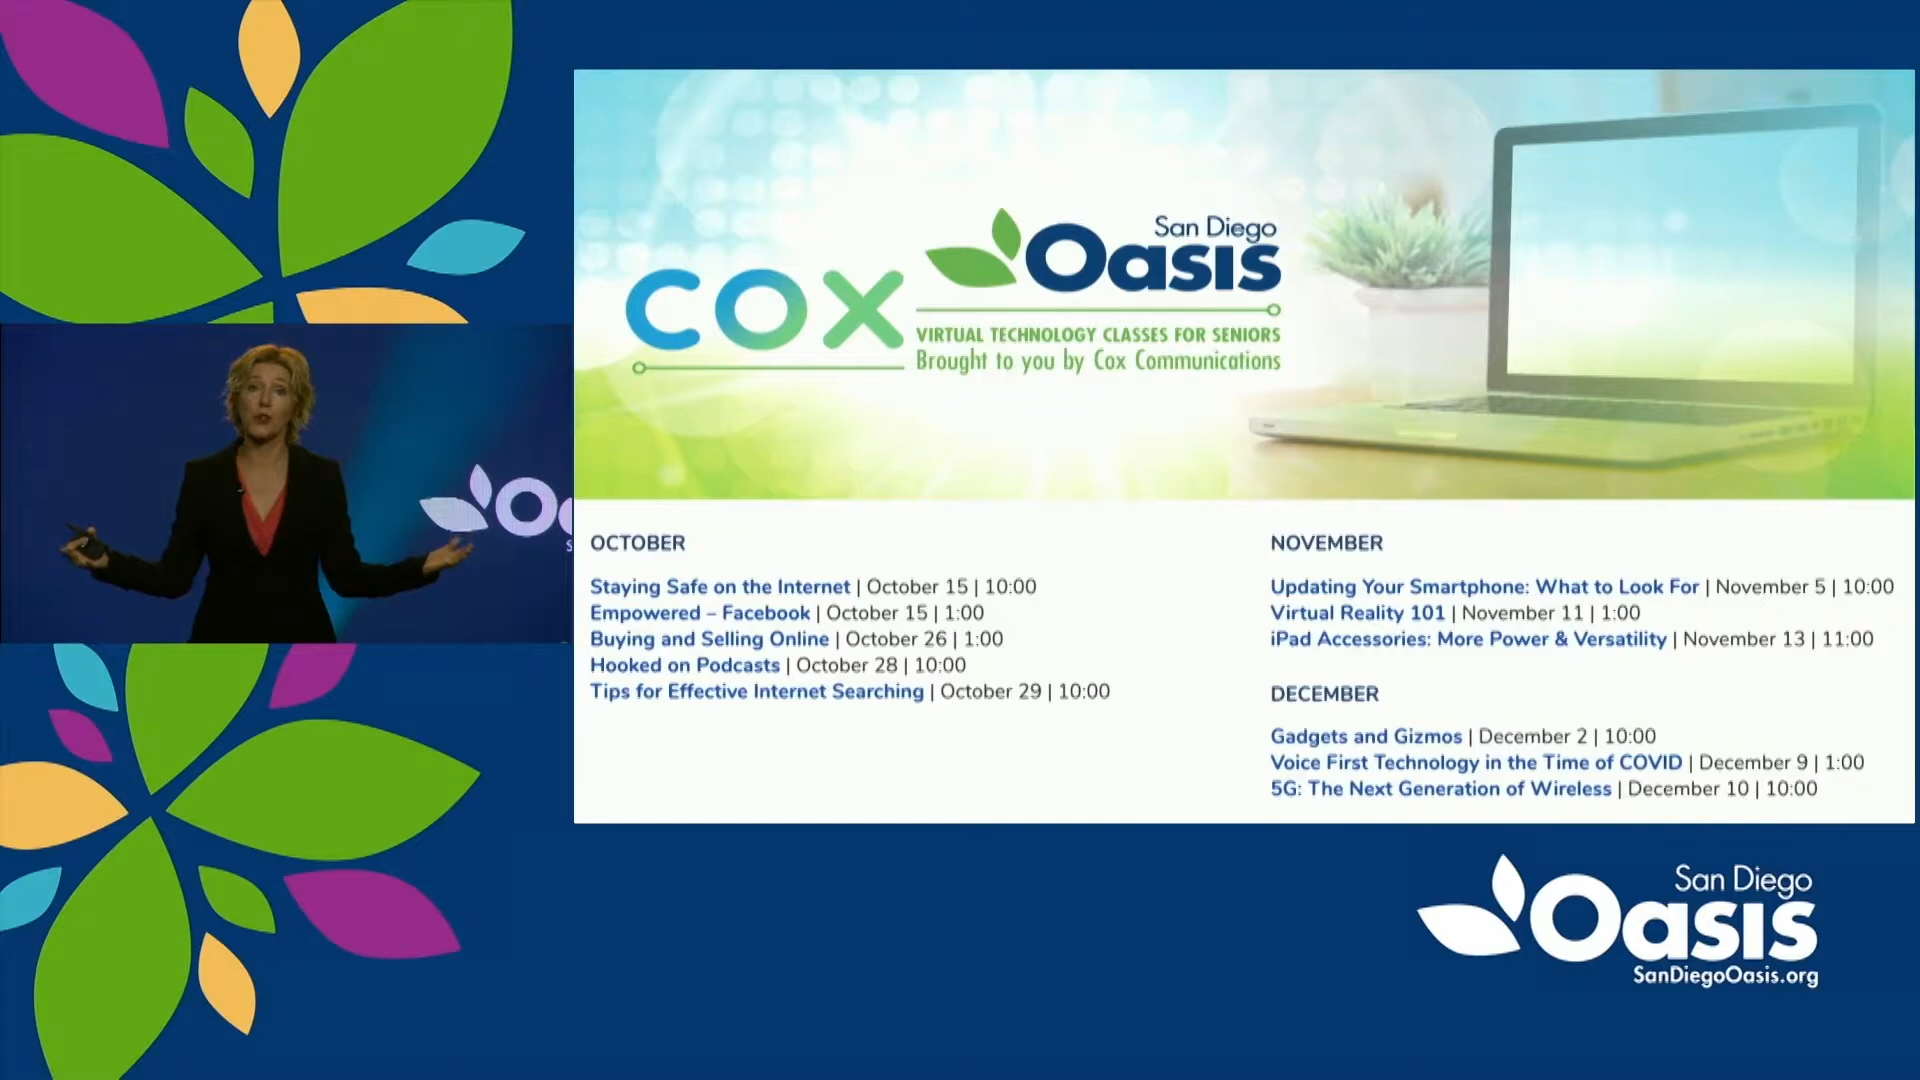 San Diego
Oasis
COX
VIRTUAL TECHNOLOGY CLASSES FOR SENIORS
Brought to you by Cox Communications
OCTOBER
Staying Safe on the Internet | October 15 | 10:00
Empowered – Facebook | October 15 | 1:00
Buying and Selling Online | October 26 | 1:00
Hooked on Podcasts | October 28 | 10:00
Tips for Effective Internet Searching | October 29 | 10:00
NOVEMBER
Updating Your Smartphone: What to Look For | November 5 | 10:00
Virtual Reality 101 | November 11 | 1:00
iPad Accessories: More Power & Versatility | November 13 | 11:00
DECEMBER
Gadgets and Gizmos | December 2 | 10:00
Voice First Technology in the Time of COVID | December 9 | 1:00
5G: The Next Generation of Wireless | December 10 | 10:00
San Diego
Oasis
SanDiegoOasis.org